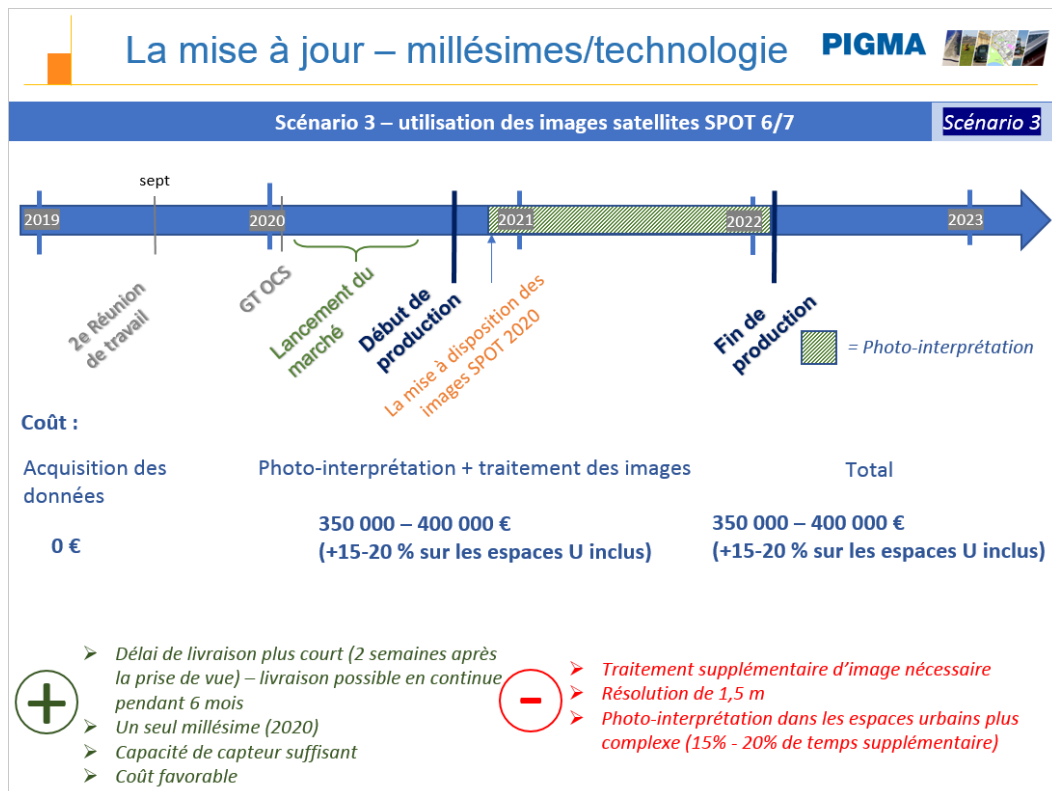 La mise à jour – millésimes/technologie
PIGMA
Scénario 3 – utilisation des images satellites SPOT 6/7
Scénario 3
sept
2019
2020
2021
2022
2023
2e Réunion
de travail
GT OCS
Lancement du
marché
Début de
production
La mise à disposition des
images SPOT 2020
Fin de
production
= Photo-interprétation
Coût :
Acquisition des
données
Photo-interprétation + traitement des images
Total
0 €
350 000 – 400 000 €
(+15-20 % sur les espaces U inclus)
350 000 – 400 000 €
(+15-20 % sur les espaces U inclus)
➢ Délai de livraison plus court (2 semaines après
la prise de vue) – livraison possible en continue
pendant 6 mois
➢ Un seul millésime (2020)
➢ Capacité de capteur suffisant
➢ Coût favorable
➢ Traitement supplémentaire d'image nécessaire
➢ Résolution de 1,5 m
➢ Photo-interprétation dans les espaces urbains plus
complexe (15% - 20% de temps supplémentaire)